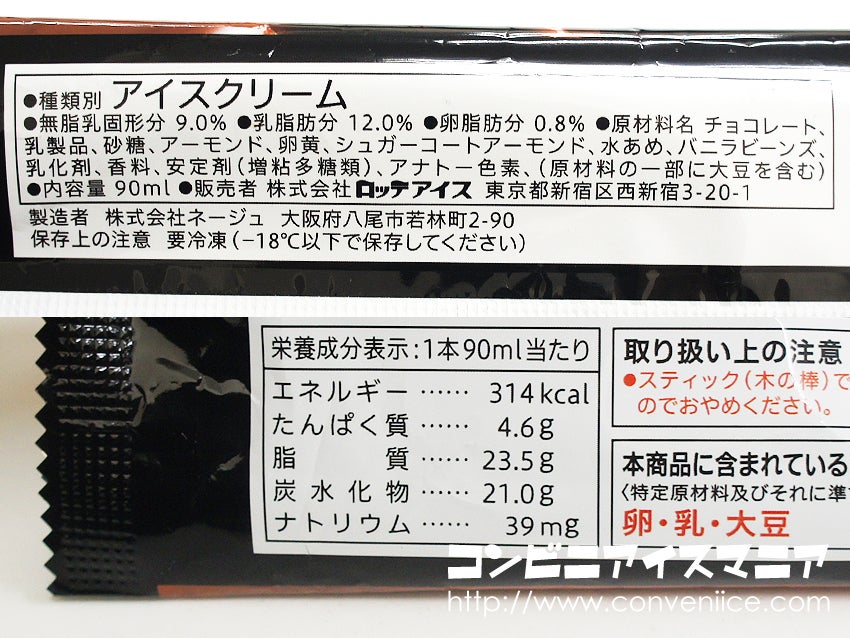 ●種類別 アイスクリーム
●無脂乳固形分 9.0% ●乳脂肪分 12.0% ●卵脂肪分 0.8% ●原材料名 チョコレート、
乳製品、砂糖、アーモンド、卵黄、シュガーコートアーモンド、水あめ、バニラビーンズ、
乳化剤、香料、安定剤(増粘多糖類)、アナトー色素、(原材料の一部に大豆を含む)
●内容量 90ml ●販売者 株式会社ロッテアイス 東京都新宿区西新宿3-20-1
製造者 株式会社ネージュ 大阪府八尾市若林町2-90
保存上の注意 要冷凍(-18℃以下で保存してください)
栄養成分表示:1本90ml当たり
エネルギー …… 314kcal
たんぱく質 …… 4.6g
脂質 …… 23.5g
炭水化物 …… 21.0g
ナトリウム …… 39mg
取り扱い上の注意
●スティック(木の棒)で
のでおやめください。
本商品に含まれている
〈特定原材料及びそれに準
卵・乳・大豆
コンビニアイスマニア
http://www.conveniice.com/